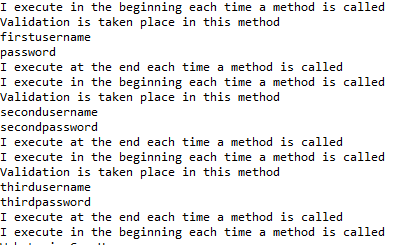 I execute in the beginning each time a method is called
Validation is taken place in this method
firstusername
password
I execute at the end each time a method is called
I execute in the beginning each time a method is called
Validation is taken place in this method
secondusername
secondpassword
I execute at the end each time a method is called
I execute in the beginning each time a method is called
Validation is taken place in this method
thirdusername
thirdpassword
I execute at the end each time a method is called
I execute in the beginning each time a method is called